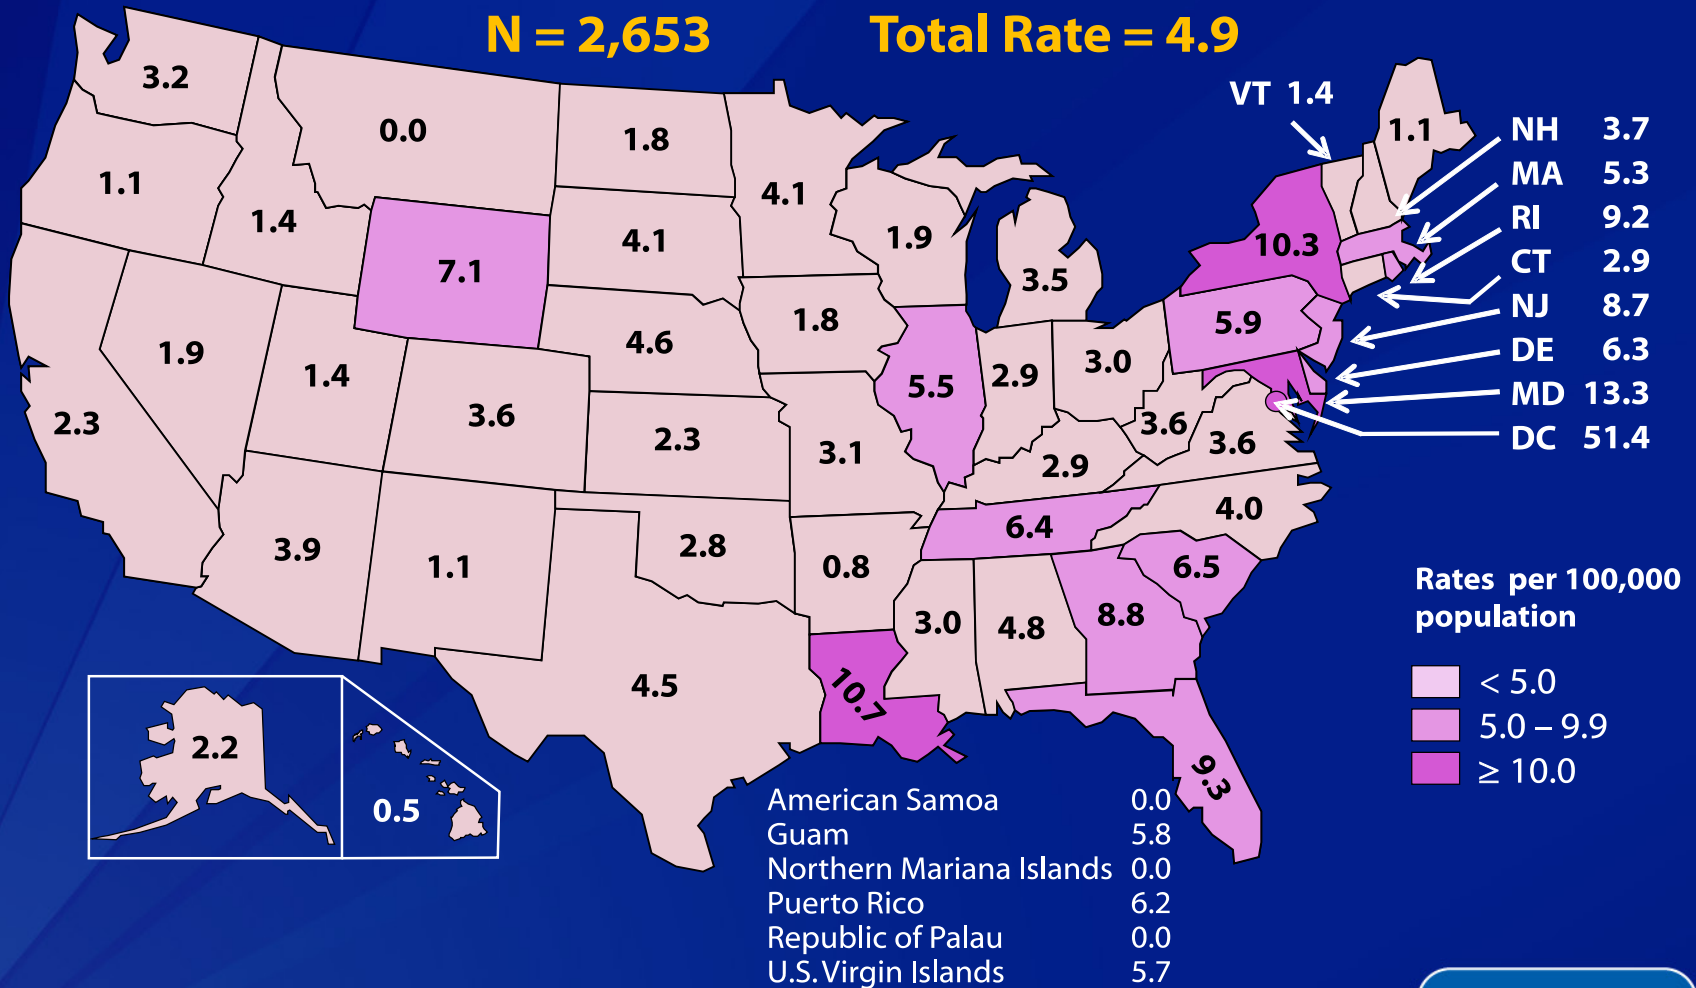 N = 2,653 Total Rate = 4.9
3.2
0.0
1.8
4.1
VT 1.4
1.1
NH 3.7
MA 5.3
RI 9.2
CT 2.9
NJ 8.7
DE 6.3
MD 13.3
DC 51.4
1.1
1.4
7.1
4.1
1.9
3.5
10.3
1.9
1.4
4.6
1.8
5.5
2.9
3.0
5.9
2.3
3.6
2.3
3.1
2.9
3.6
3.6
3.9
1.1
2.8
0.8
6.4
4.0
6.5
4.5
10.7
3.0
4.8
8.8
9.3
2.2
0.5
Rates per 100,000
population
< 5.0
5.0 – 9.9
≥ 10.0
American Samoa 0.0
Guam 5.8
Northern Mariana Islands 0.0
Puerto Rico 6.2
Republic of Palau 0.0
U.S. Virgin Islands 5.7